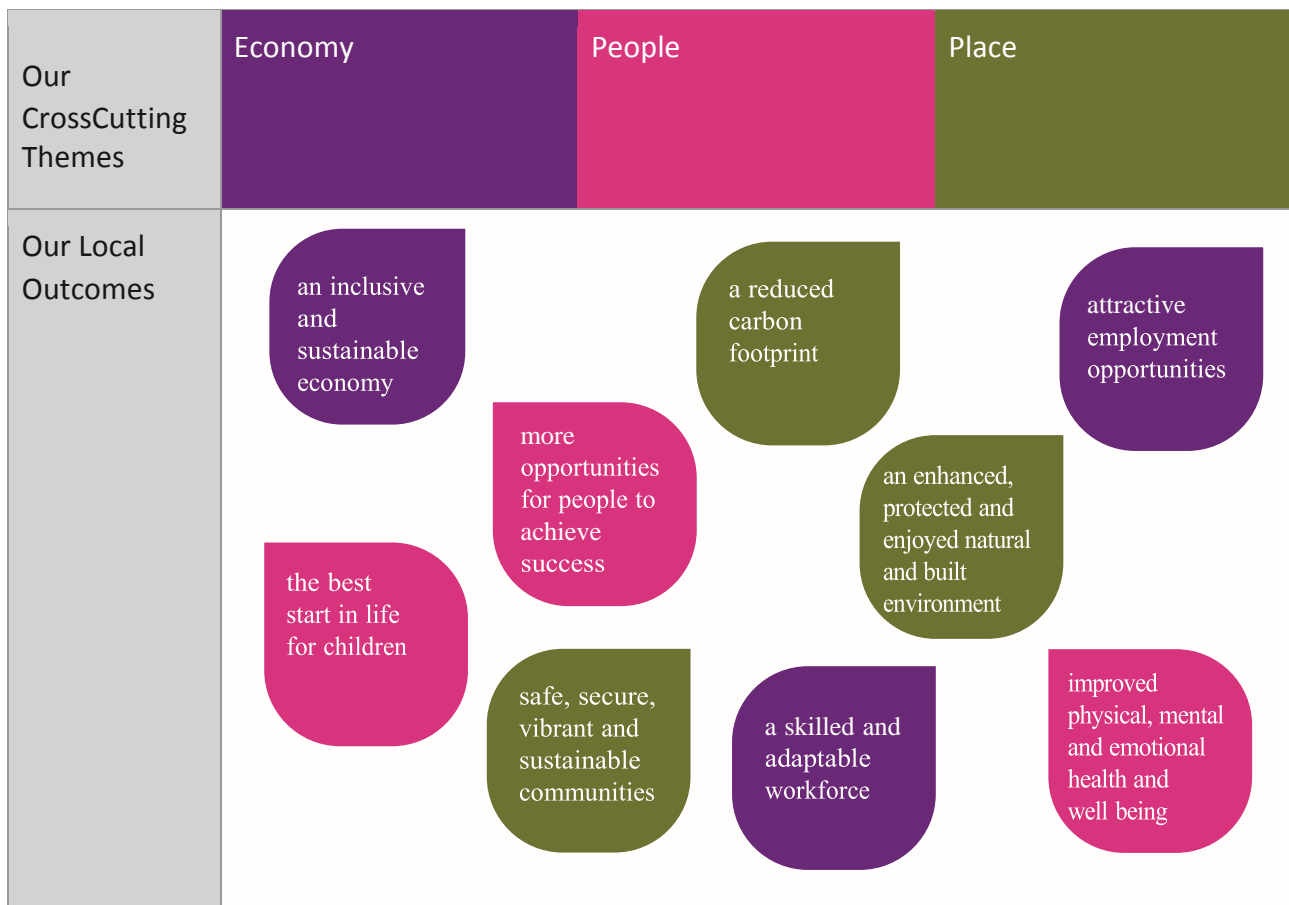 Our
CrossCutting
Themes
Economy
People
Place
Our Local
Outcomes
an inclusive
and
sustainable
economy
a reduced
carbon
footprint
attractive
employment
opportunities
more
opportunities
for people to
achieve
success
an enhanced,
protected and
enjoyed natural
and built
environment
the best
start in life
for children
safe, secure,
vibrant and
sustainable
communities
a skilled and
adaptable
workforce
improved
physical, mental
and emotional
health and
well being